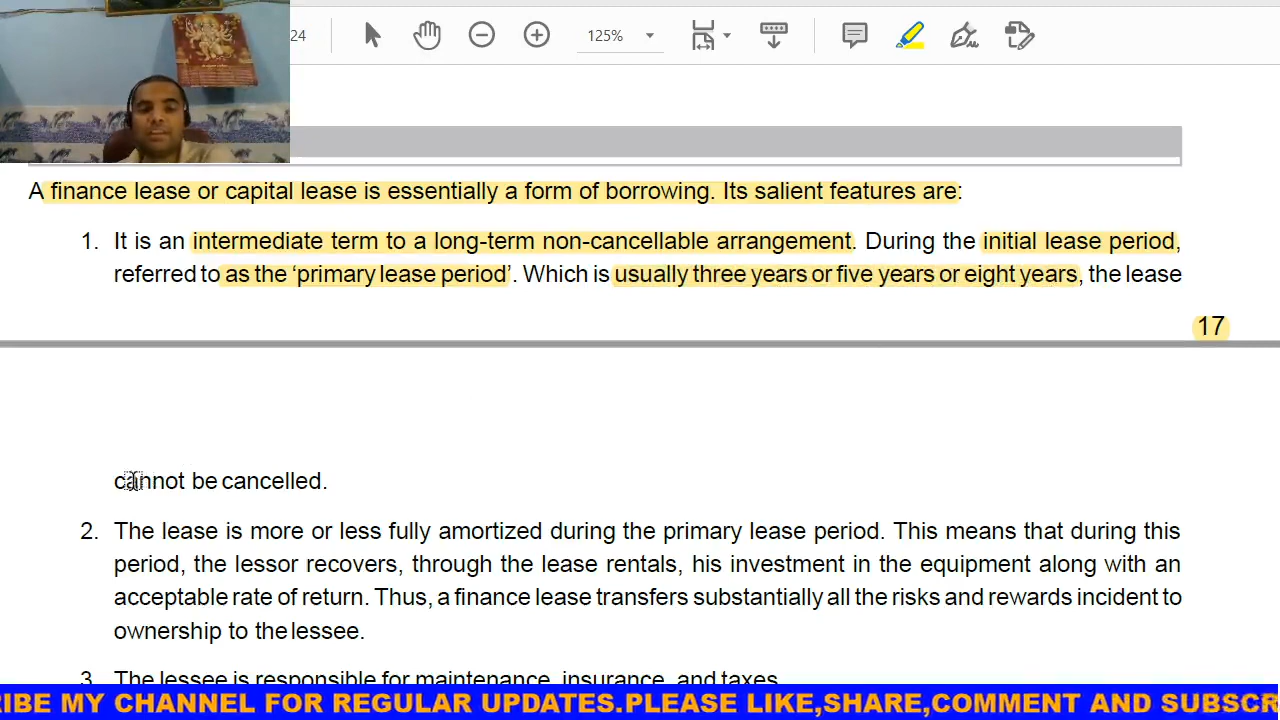 24
125%
A finance lease or capital lease is essentially a form of borrowing. Its salient features are:
1. It is an intermediate term to a long-term non-cancellable arrangement. During the initial lease period,
referred to as the ‘primary lease period’. Which is usually three years or five years or eight years, the lease
17
cannot be cancelled.
2. The lease is more or less fully amortized during the primary lease period. This means that during this
period, the lessor recovers, through the lease rentals, his investment in the equipment along with an
acceptable rate of return. Thus, a finance lease transfers substantially all the risks and rewards incident to
ownership to the lessee.
3. The lessee is responsible for maintenance, insurance, and taxes.
RIBE MY CHANNEL FOR REGULAR UPDATES.PLEASE LIKE,SHARE,COMMENT AND SUBSCR